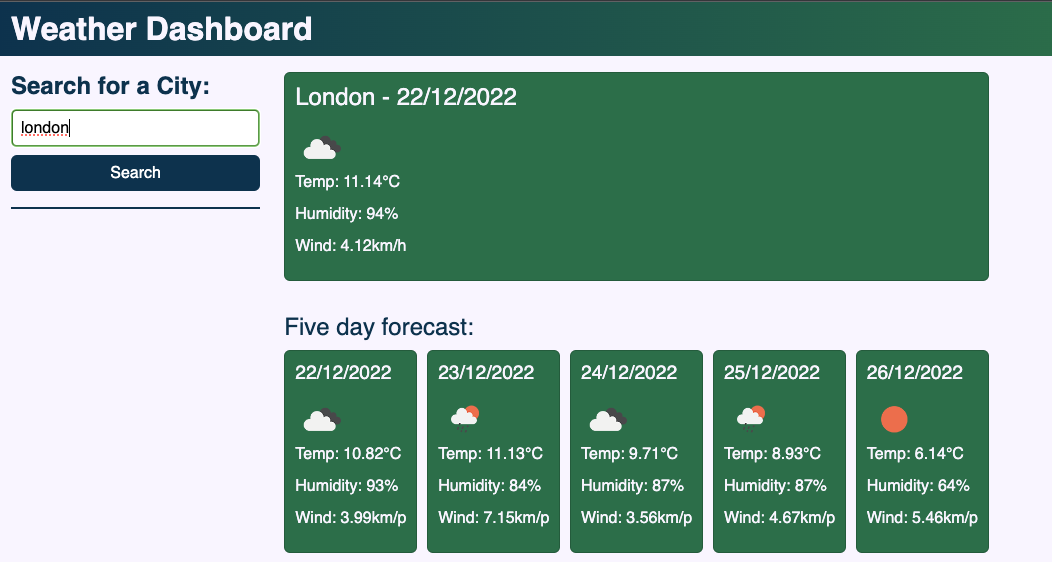 Weather Dashboard
Search for a City:
london
Search
London - 22/12/2022
Temp: 11.14°C
Humidity: 94%
Wind: 4.12km/h
Five day forecast:
22/12/2022
Temp: 10.82°C
Humidity: 93%
Wind: 3.99km/p
23/12/2022
Temp: 11.13°C
Humidity: 84%
Wind: 7.15km/p
24/12/2022
Temp: 9.71°C
Humidity: 87%
Wind: 3.56km/p
25/12/2022
Temp: 8.93°C
Humidity: 87%
Wind: 4.67km/p
26/12/2022
Temp: 6.14°C
Humidity: 64%
Wind: 5.46km/p